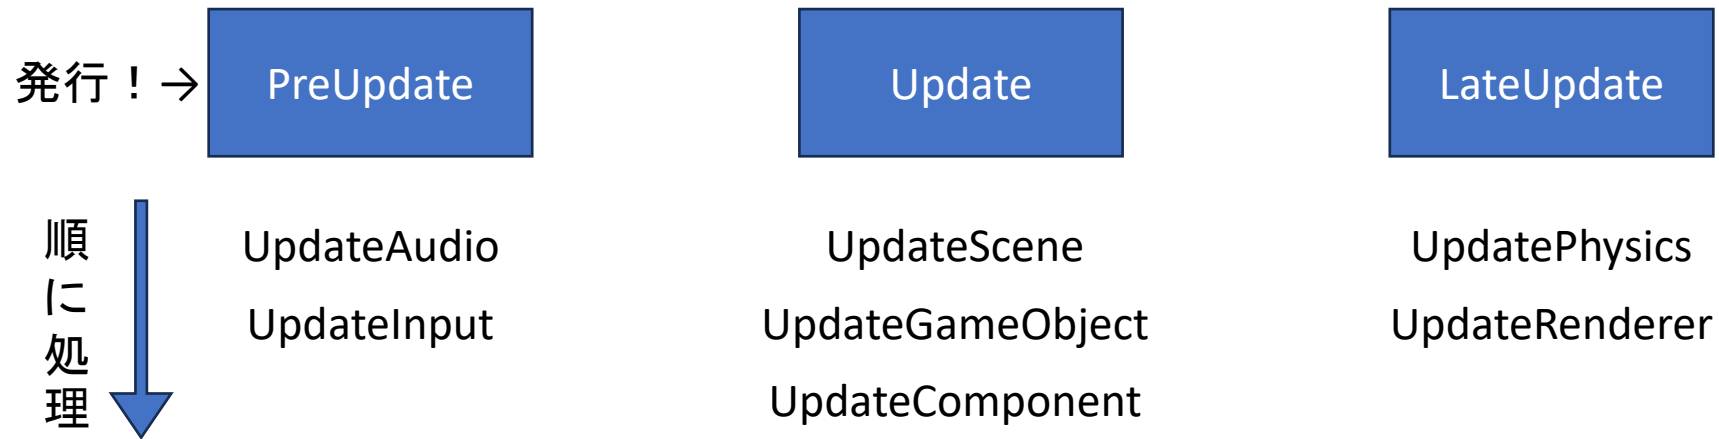 発行！→
PreUpdate
Update
LateUpdate
順に処理
UpdateAudio
UpdateInput
UpdateScene
UpdateGameObject
UpdateComponent
UpdatePhysics
UpdateRenderer